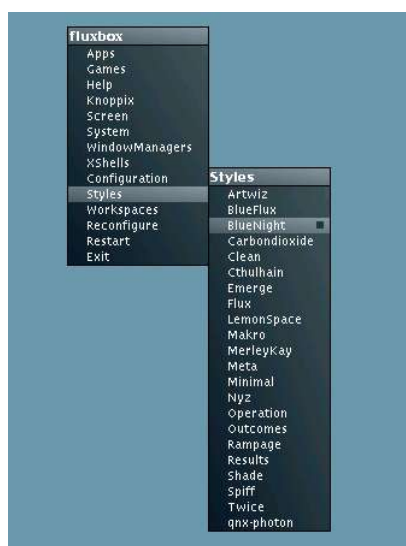 fluxbox
Apps
Games
Help
Knoppix
Screen
System
WindowManagers
XShells
Configuration
Styles
Workspaces
Reconfigure
Restart
Exit
Styles
Artwiz
BlueFlux
BlueNight
Carbondioxide
Clean
Cthulhain
Emerge
Flux
LemonSpace
Makro
MerleyKay
Meta
Minimal
Nyz
Operation
Outcomes
Rampage
Results
Shade
Spiff
Twice
qnx-photon